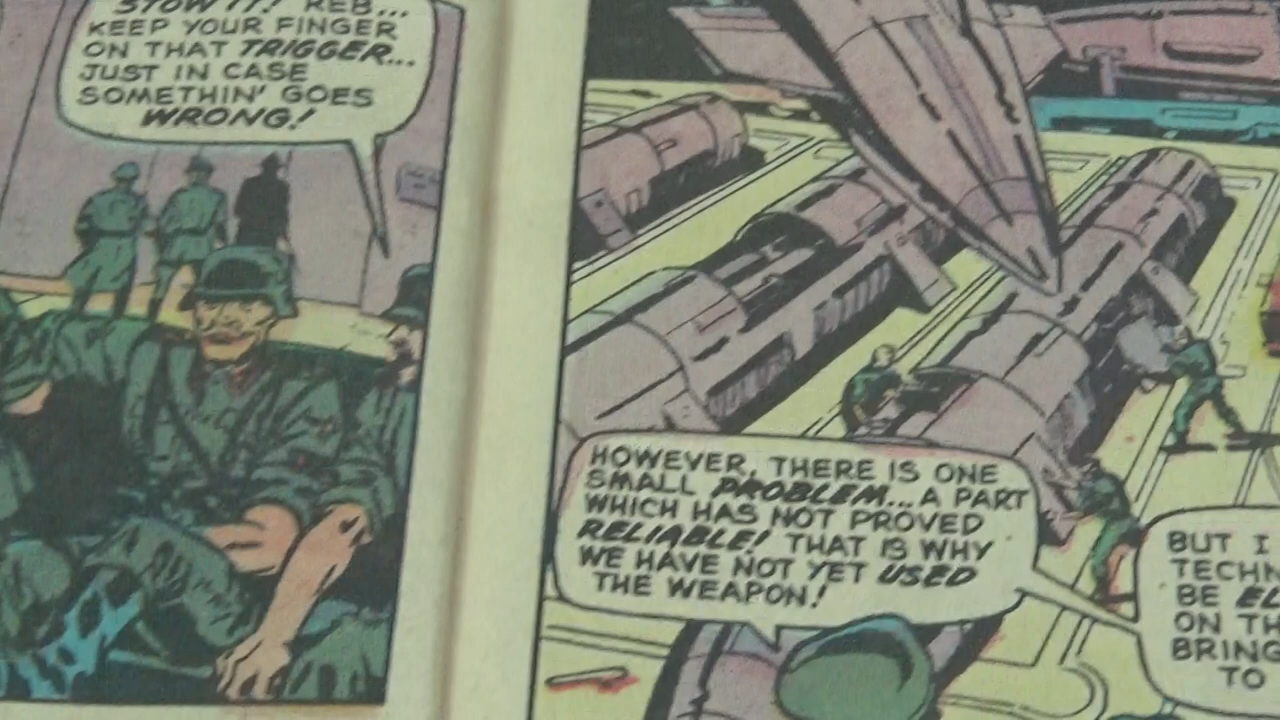 STOW IT! REB...
KEEP YOUR FINGER
ON THAT TRIGGER...
JUST IN CASE
SOMETHIN' GOES
WRONG!
HOWEVER, THERE IS ONE
SMALL PROBLEM... A PART
WHICH HAS NOT PROVED
RELIABLE! THAT IS WHY
WE HAVE NOT YET USED
THE WEAPON!
BUT I
TECHN
BE EL
ON TH
BRING
TO